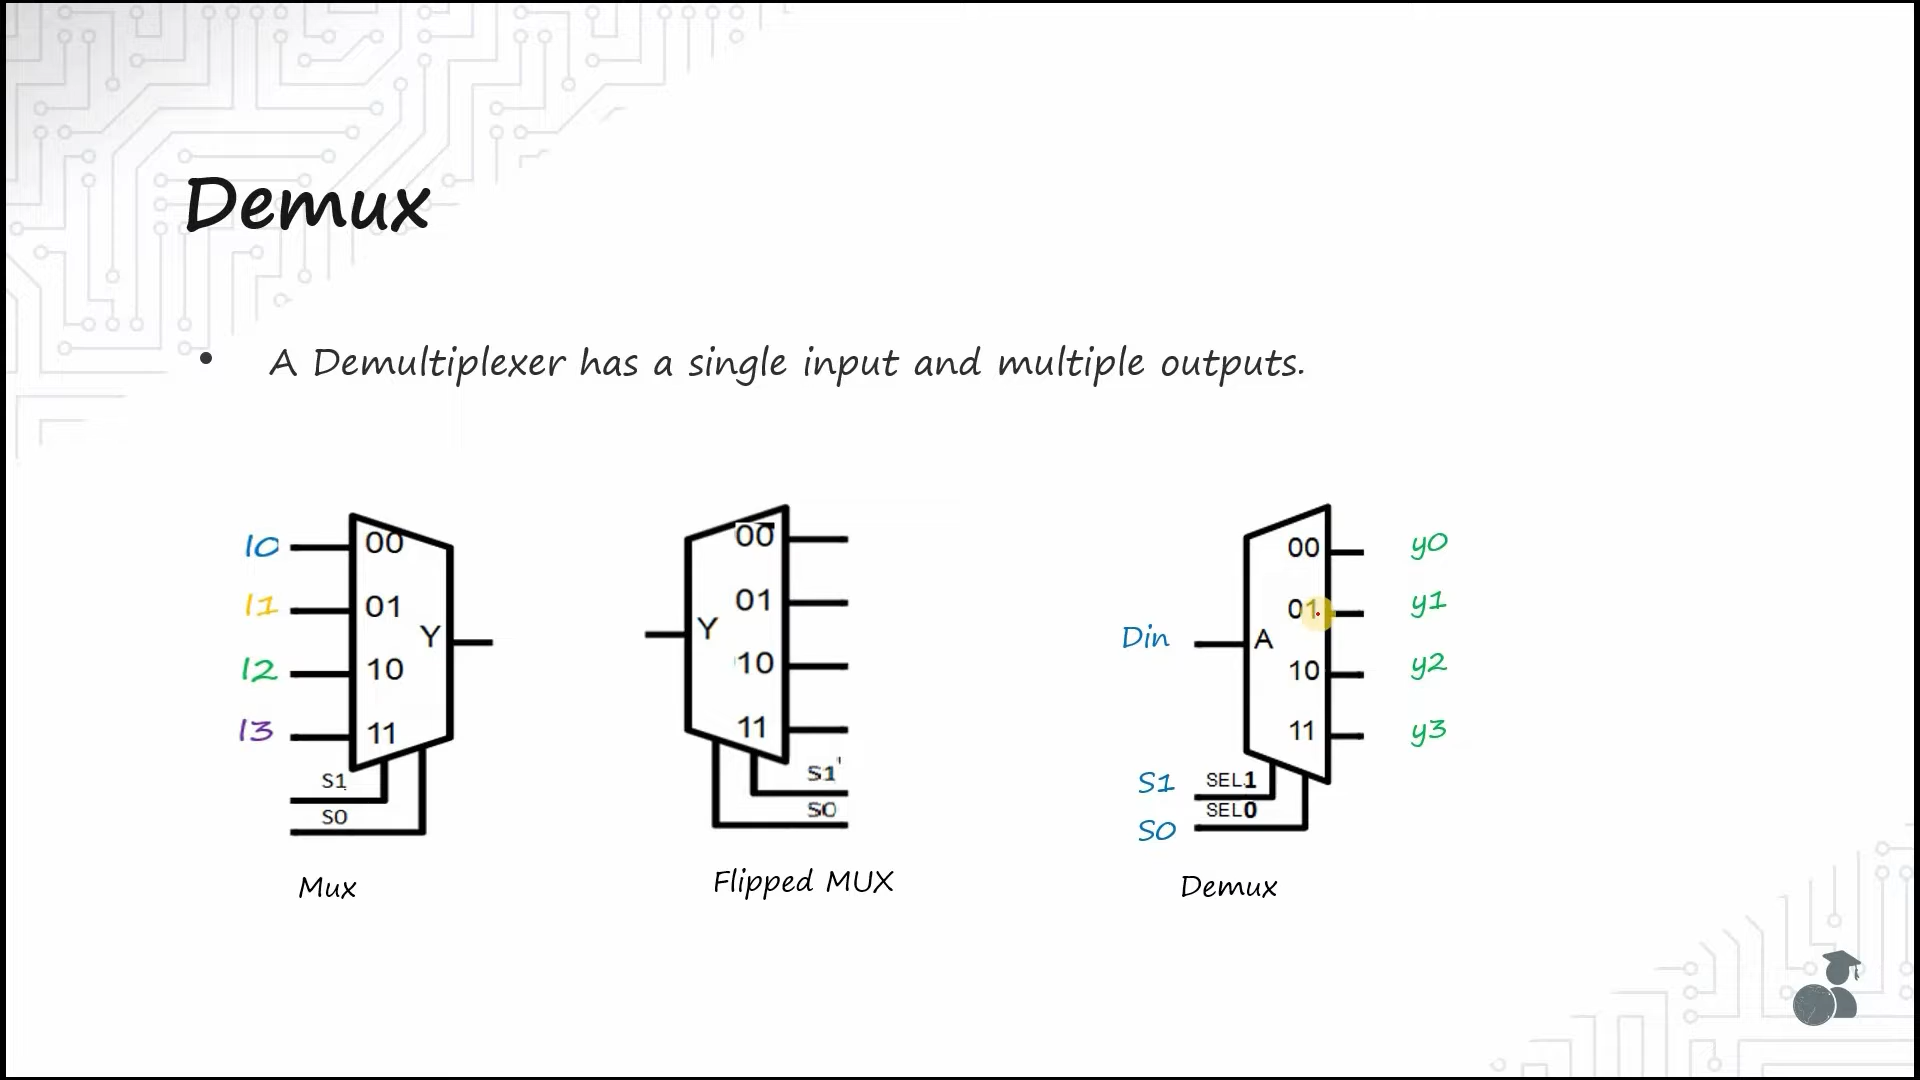 Demux
• A Demultiplexer has a single input and multiple outputs.
I0 00
I1 01
Y
I2 10
I3 11
S1
S0
Mux
00
01
Y
10
11
S1'
S0
Flipped MUX
00 y0
01 y1
Din A
10 y2
11 y3
S1 SEL1
S0 SEL0
Demux